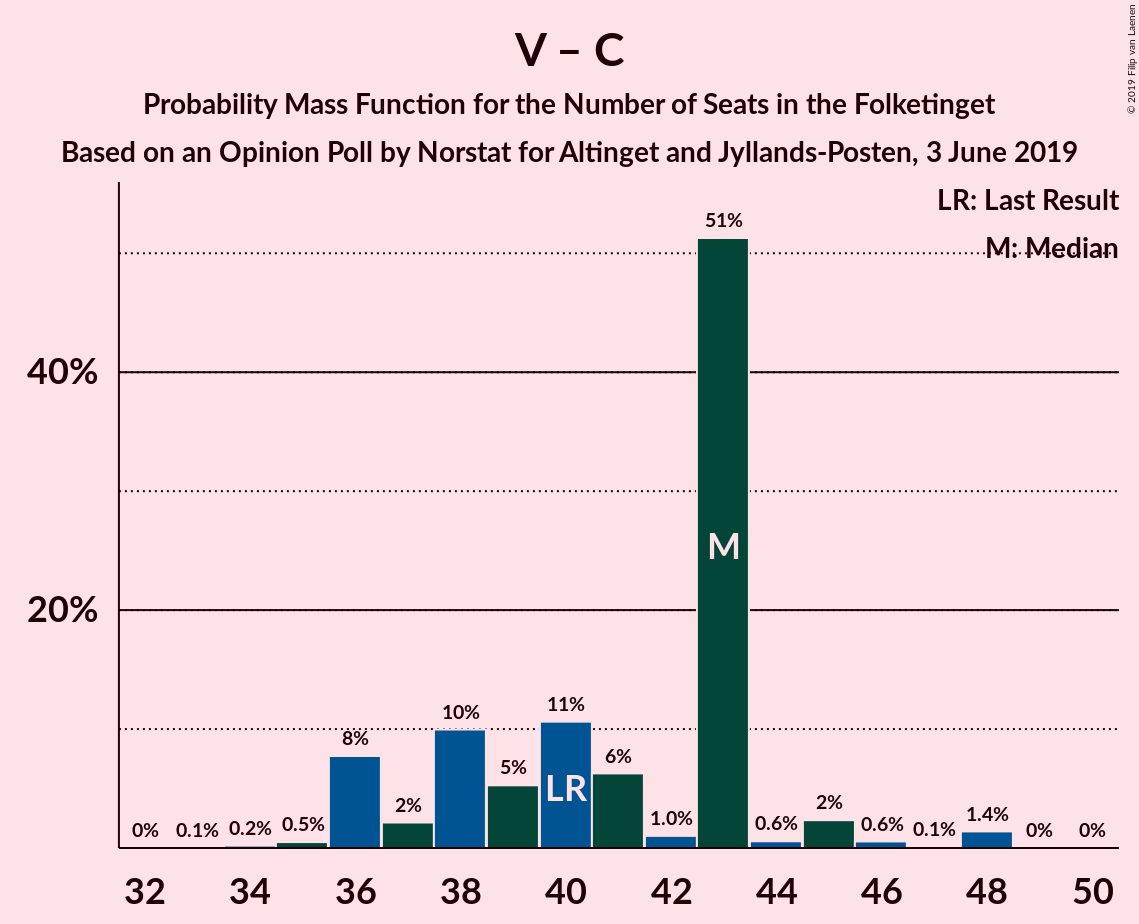 V – C
Probability Mass Function for the Number of Seats in the Folketinget
Based on an Opinion Poll by Norstat for Altinget and Jyllands-Posten, 3 June 2019
© 2019 Filip van Laenen
LR: Last Result
M: Median
40%
20%
0%
0.1%
0.2%
0.5%
8%
2%
10%
5%
11%
6%
1.0%
51%
0.6%
2%
0.6%
0.1%
1.4%
0%
0%
LR
M
32 34 36 38 40 42 44 46 48 50